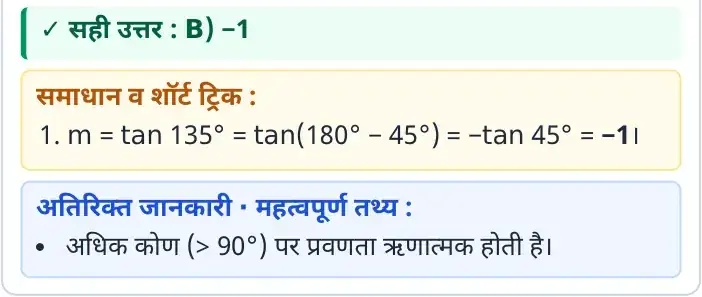 ✓ सही उत्तर : B) −1
समाधान व शॉर्ट ट्रिक :
1. m = tan 135° = tan(180° − 45°) = −tan 45° = −1।
अतिरिक्त जानकारी · महत्वपूर्ण तथ्य :
• अधिक कोण (> 90°) पर प्रवणता ऋणात्मक होती है।